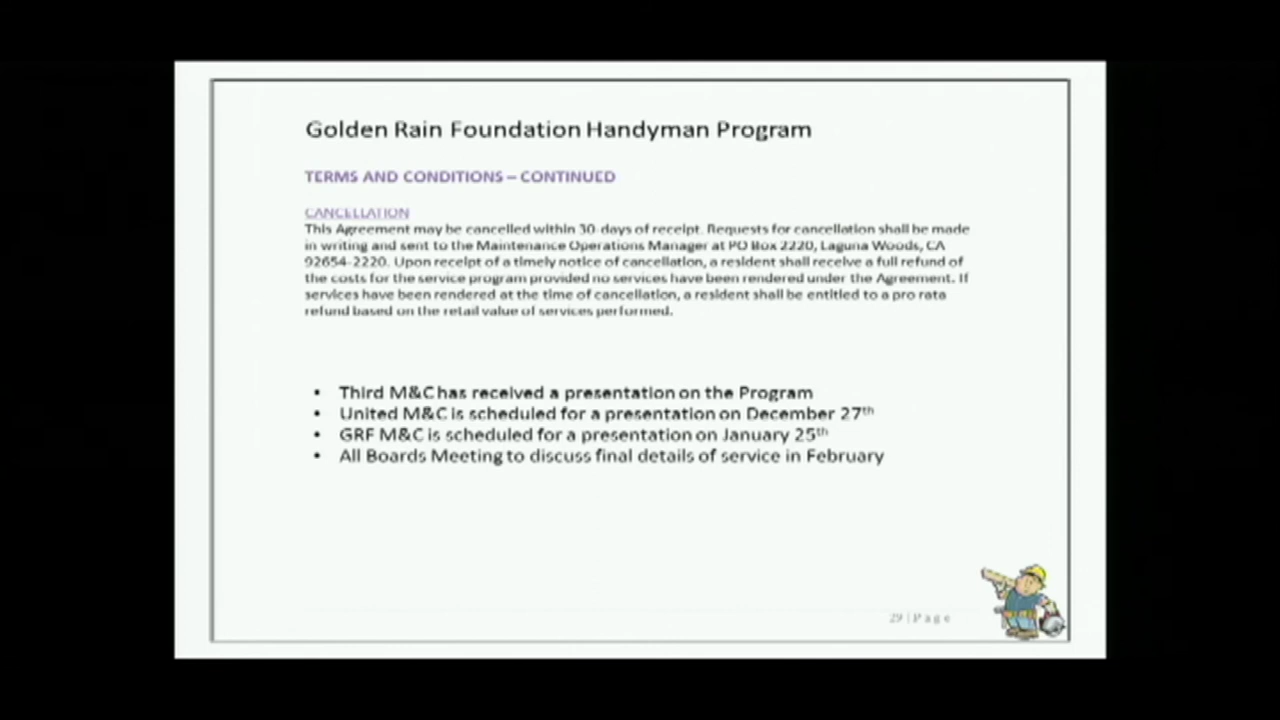 Golden Rain Foundation Handyman Program
TERMS AND CONDITIONS – CONTINUED
CANCELLATION
This Agreement may be cancelled within 30-days of receipt. Requests for cancellation shall be made
in writing and sent to the Maintenance Operations Manager at PO Box 2220, Laguna Woods, CA
92654-2220. Upon receipt of a timely notice of cancellation, a resident shall receive a full refund of
the costs for the service program provided no services have been rendered under the Agreement. If
services have been rendered at the time of cancellation, a resident shall be entitled to a pro rata
refund based on the retail value of services performed.
• Third M&C has received a presentation on the Program
• United M&C is scheduled for a presentation on December 27th
• GRF M&C is scheduled for a presentation on January 25th
• All Boards Meeting to discuss final details of service in February
29 | Page